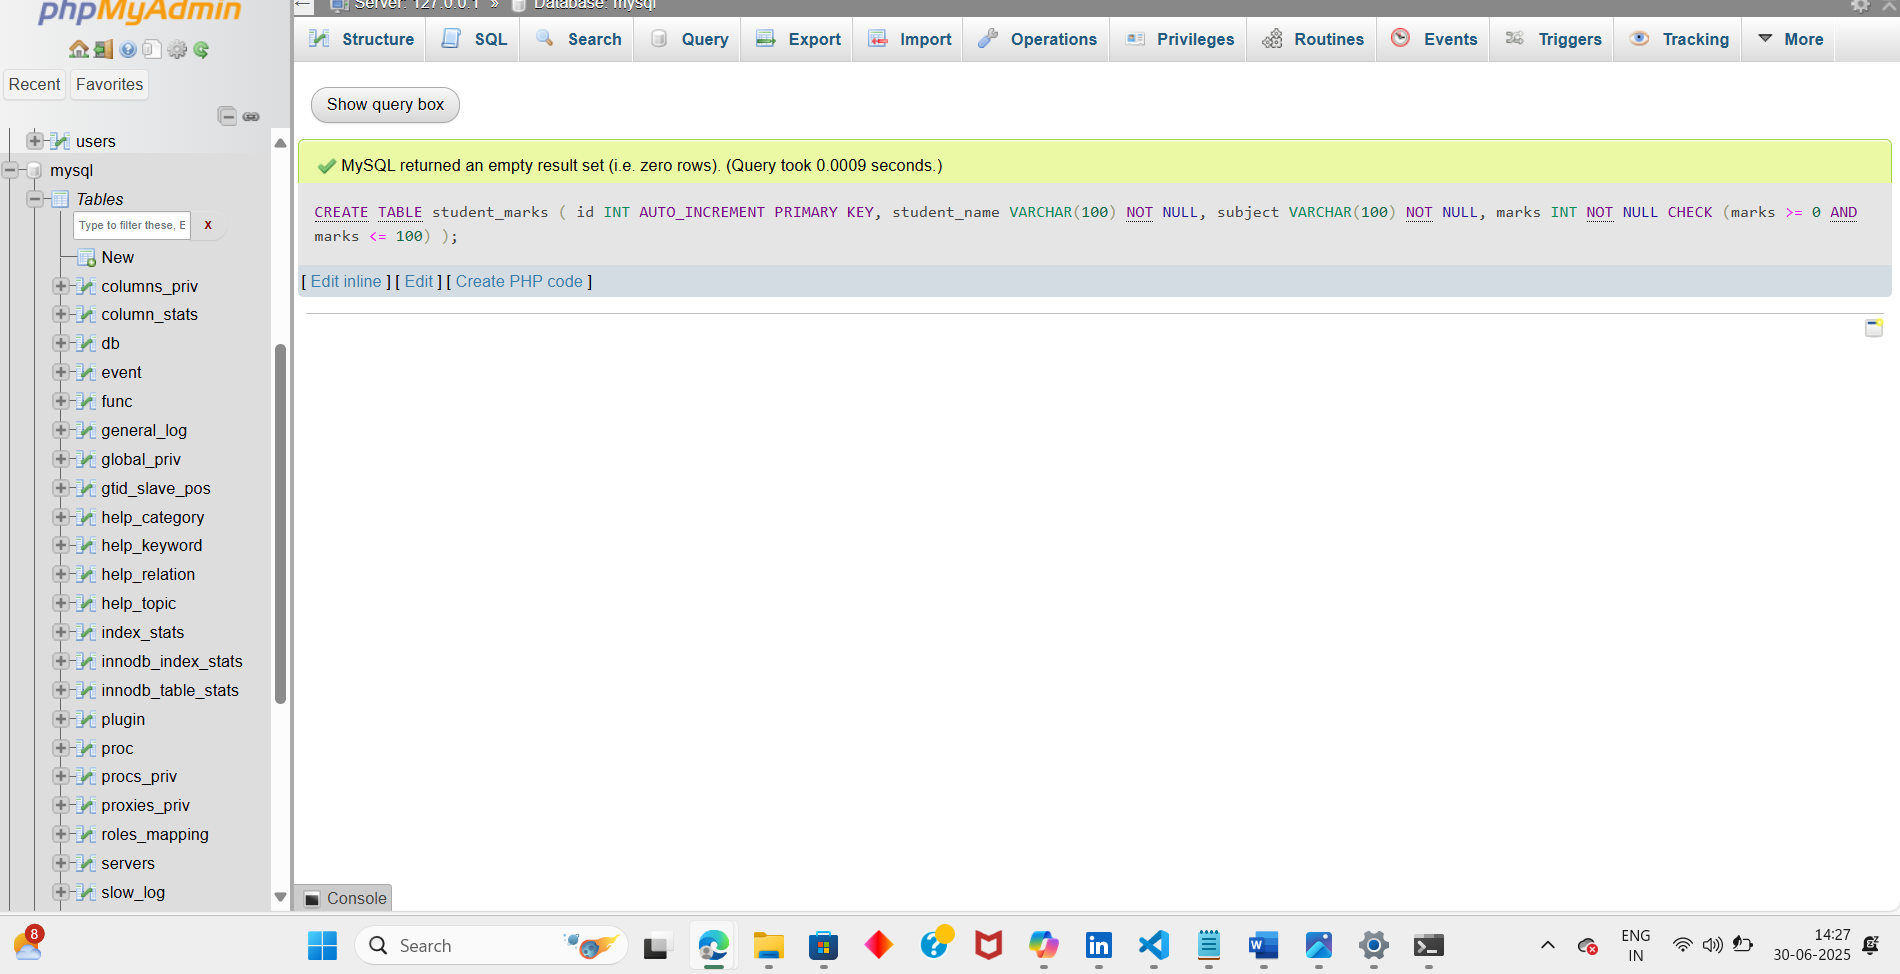 phpMyAdmin
Server: 127.0.0.1 » Database: mysql
Structure SQL Search Query Export Import Operations Privileges Routines Events Triggers Tracking More
Recent Favorites
Show query box
users
mysql
Tables
Type to filter these, E X
New
columns_priv
column_stats
db
event
func
general_log
global_priv
gtid_slave_pos
help_category
help_keyword
help_relation
help_topic
index_stats
innodb_index_stats
innodb_table_stats
plugin
proc
procs_priv
proxies_priv
roles_mapping
servers
slow_log
MySQL returned an empty result set (i.e. zero rows). (Query took 0.0009 seconds.)
CREATE TABLE student_marks ( id INT AUTO_INCREMENT PRIMARY KEY, student_name VARCHAR(100) NOT NULL, subject VARCHAR(100) NOT NULL, marks INT NOT NULL CHECK (marks >= 0 AND
marks <= 100) );
[ Edit inline ] [ Edit ] [ Create PHP code ]
Console
8
Search
ENG
IN
14:27
30-06-2025